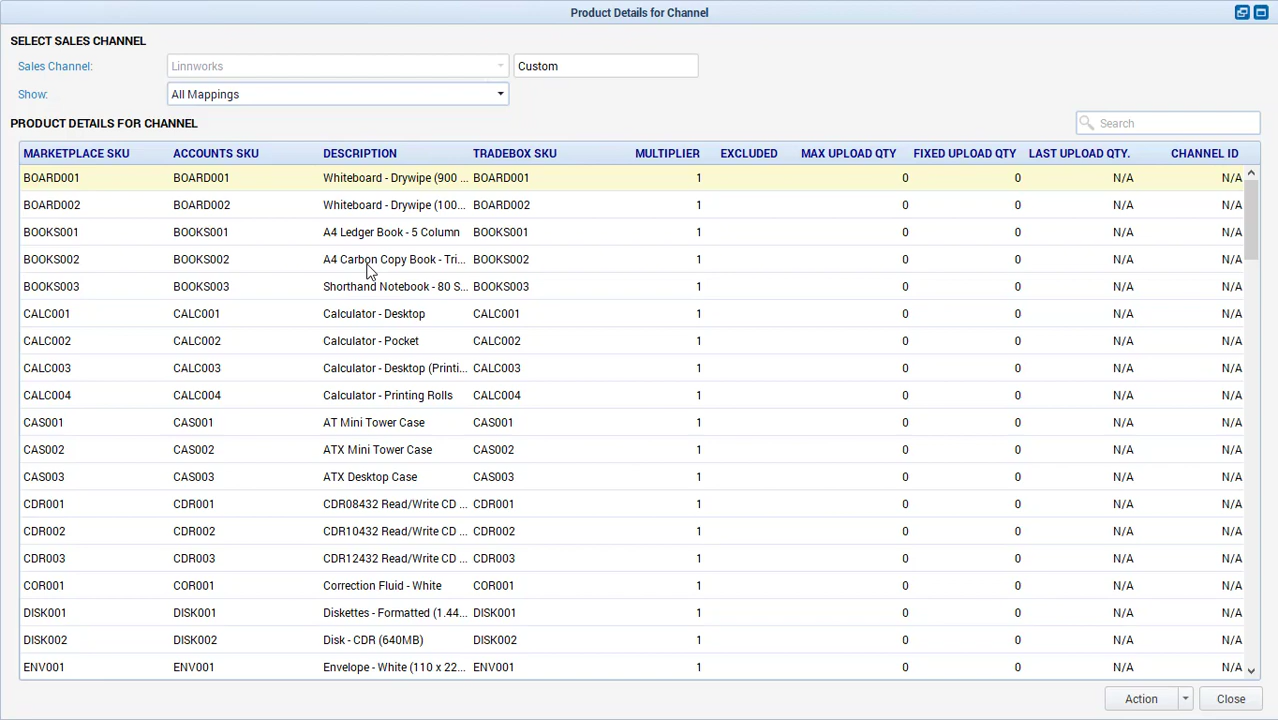 Product Details for Channel
SELECT SALES CHANNEL
Sales Channel: Linnworks Custom
Show: All Mappings
PRODUCT DETAILS FOR CHANNEL Search
MARKETPLACE SKU ACCOUNTS SKU DESCRIPTION TRADEBOX SKU MULTIPLIER EXCLUDED MAX UPLOAD QTY FIXED UPLOAD QTY LAST UPLOAD QTY. CHANNEL ID
BOARD001 BOARD001 Whiteboard - Drywipe (900 ... BOARD001 1 0 0 N/A N/A
BOARD002 BOARD002 Whiteboard - Drywipe (100... BOARD002 1 0 0 N/A N/A
BOOKS001 BOOKS001 A4 Ledger Book - 5 Column BOOKS001 1 0 0 N/A N/A
BOOKS002 BOOKS002 A4 Carbon Copy Book - Tri... BOOKS002 1 0 0 N/A N/A
BOOKS003 BOOKS003 Shorthand Notebook - 80 S... BOOKS003 1 0 0 N/A N/A
CALC001 CALC001 Calculator - Desktop CALC001 1 0 0 N/A N/A
CALC002 CALC002 Calculator - Pocket CALC002 1 0 0 N/A N/A
CALC003 CALC003 Calculator - Desktop (Printi... CALC003 1 0 0 N/A N/A
CALC004 CALC004 Calculator - Printing Rolls CALC004 1 0 0 N/A N/A
CAS001 CAS001 AT Mini Tower Case CAS001 1 0 0 N/A N/A
CAS002 CAS002 ATX Mini Tower Case CAS002 1 0 0 N/A N/A
CAS003 CAS003 ATX Desktop Case CAS003 1 0 0 N/A N/A
CDR001 CDR001 CDR08432 Read/Write CD ... CDR001 1 0 0 N/A N/A
CDR002 CDR002 CDR10432 Read/Write CD ... CDR002 1 0 0 N/A N/A
CDR003 CDR003 CDR12432 Read/Write CD ... CDR003 1 0 0 N/A N/A
COR001 COR001 Correction Fluid - White COR001 1 0 0 N/A N/A
DISK001 DISK001 Diskettes - Formatted (1.44... DISK001 1 0 0 N/A N/A
DISK002 DISK002 Disk - CDR (640MB) DISK002 1 0 0 N/A N/A
ENV001 ENV001 Envelope - White (110 x 22... ENV001 1 0 0 N/A N/A
Action Close